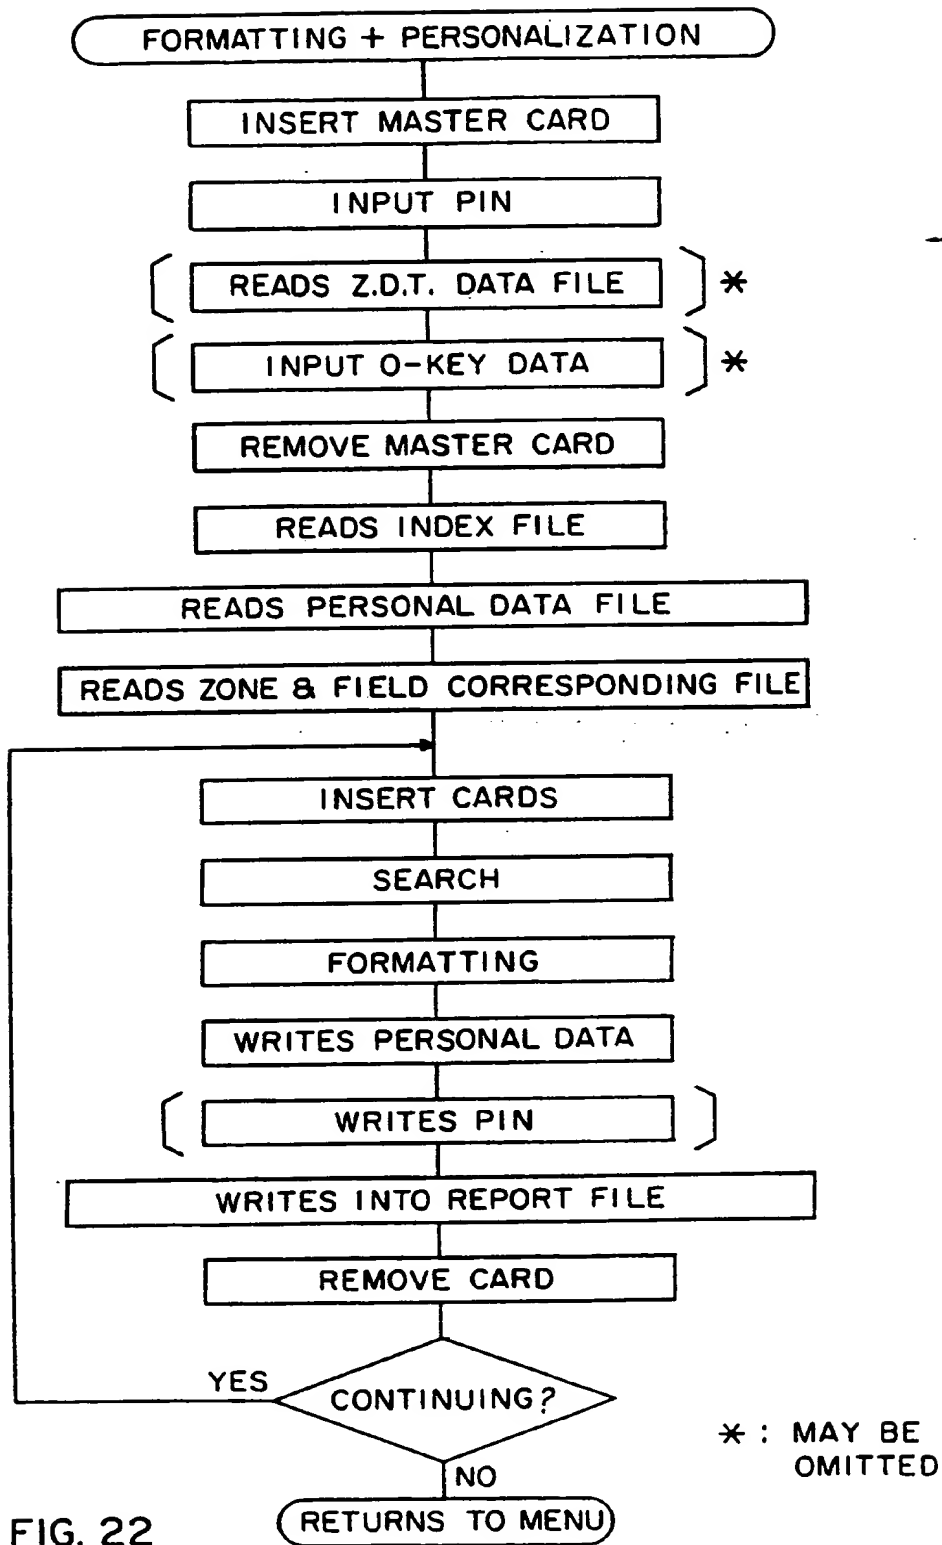 FORMATTING + PERSONALIZATION
INSERT MASTER CARD
INPUT PIN
READS Z.D.T. DATA FILE *
INPUT O-KEY DATA *
REMOVE MASTER CARD
READS INDEX FILE
READS PERSONAL DATA FILE
READS ZONE & FIELD CORRESPONDING FILE
INSERT CARDS
SEARCH
FORMATTING
WRITES PERSONAL DATA
WRITES PIN
WRITES INTO REPORT FILE
REMOVE CARD
YES
CONTINUING?
* : MAY BE
OMITTED
NO
RETURNS TO MENU
FIG. 22